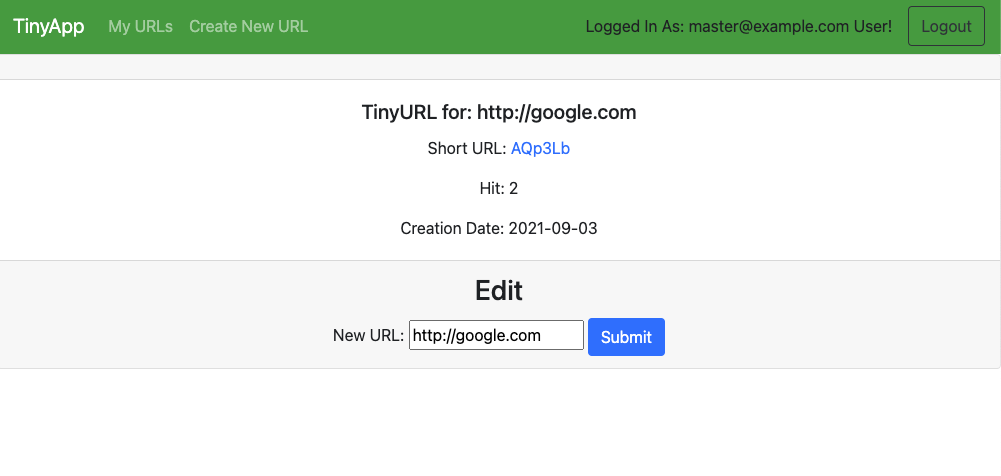 TinyApp My URLs Create New URL Logged In As: master@example.com User! Logout
TinyURL for: http://google.com
Short URL: AQp3Lb
Hit: 2
Creation Date: 2021-09-03
Edit
New URL: http://google.com Submit